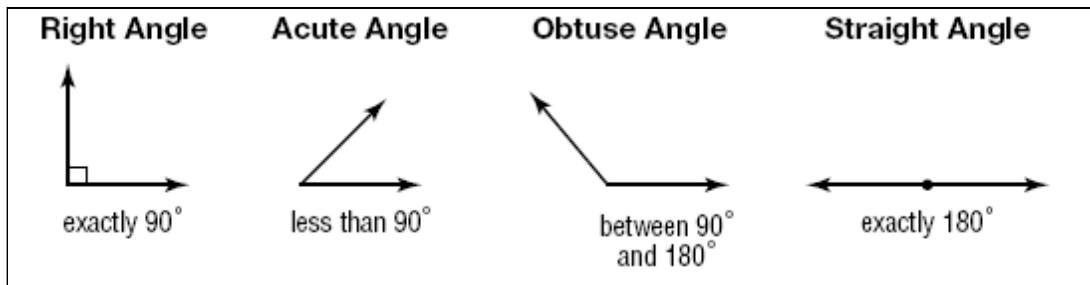 Right Angle
Acute Angle
Obtuse Angle
Straight Angle
exactly 90°
less than 90°
between 90°
and 180°
exactly 180°